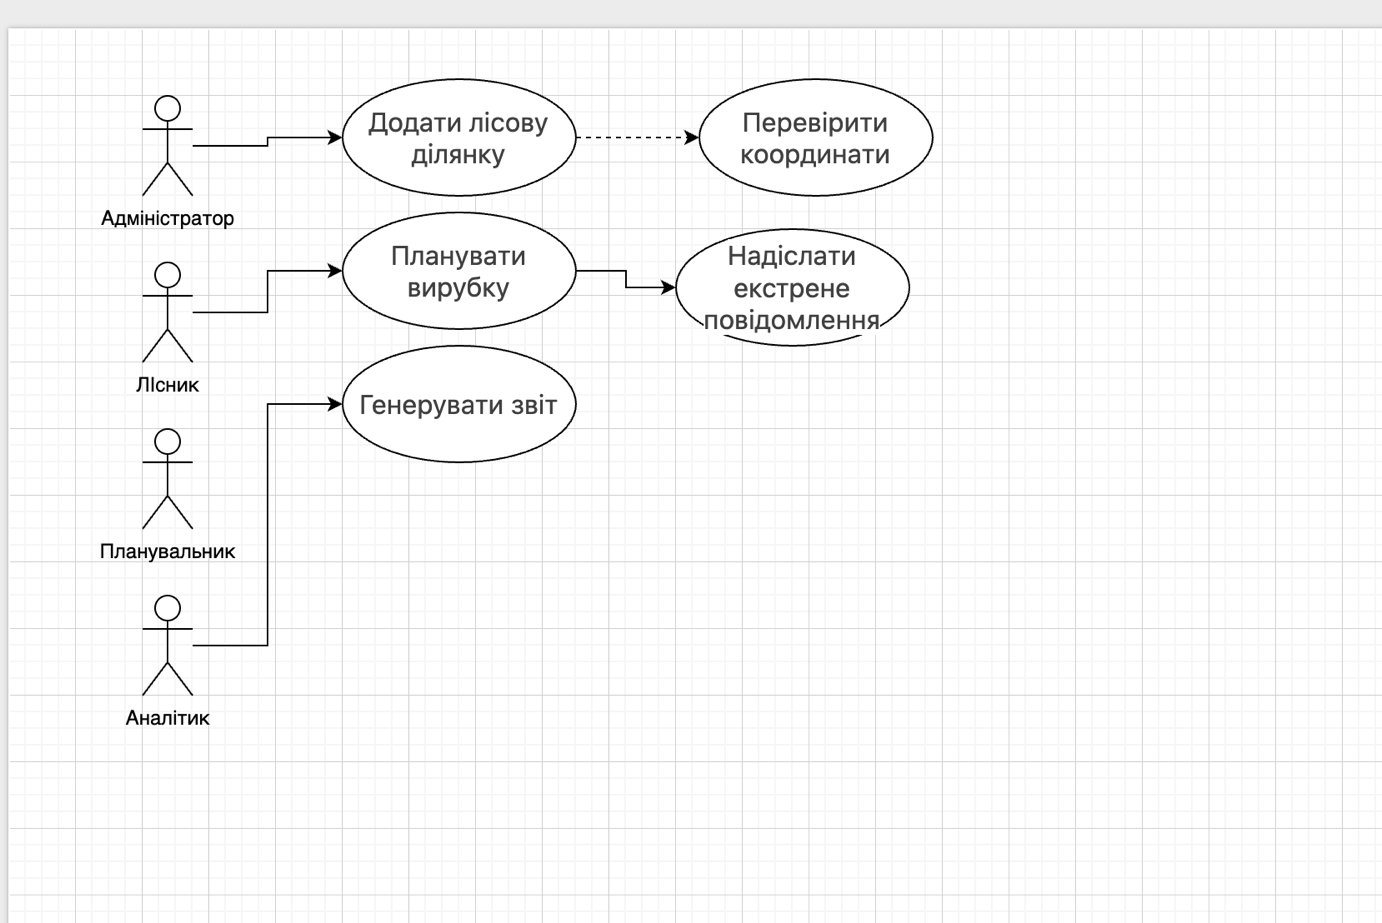 Додати лісову
ділянку
Перевірити
координати
Адміністратор
Планувати
вирубку
Надіслати
екстрене
повідомлення
ЛІсник
Генерувати звіт
Планувальник
Аналітик